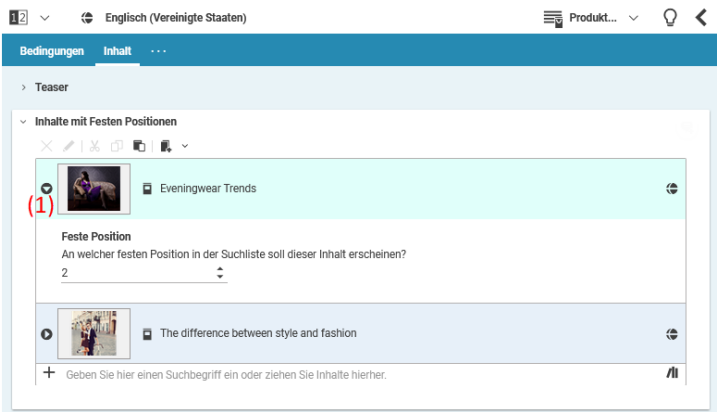 12 Englisch (Vereinigte Staaten) Produkt...
Bedingungen Inhalt ...
Teaser
Inhalte mit Festen Positionen
Eveningwear Trends
(1)
Feste Position
An welcher festen Position in der Suchliste soll dieser Inhalt erscheinen?
2
The difference between style and fashion
Geben Sie hier einen Suchbegriff ein oder ziehen Sie Inhalte hierher.